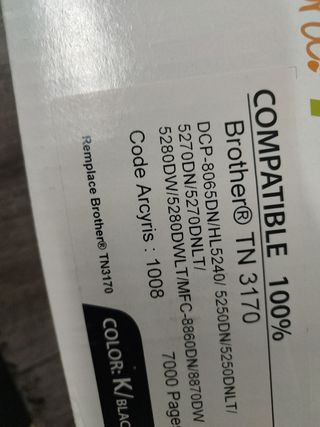 COMPATIBLE 100%
Brother® TN 3170
DCP-8065DN/HL5240/ 5250DN/5250DNLT/
5270DN/5270DNLT/
5280DW/5280DWLT/MFC-8860DN/8870DW
7000 Pages
Code Arcyris : 1008
Remplace Brother® TN3170
COLOR: K/BLAC